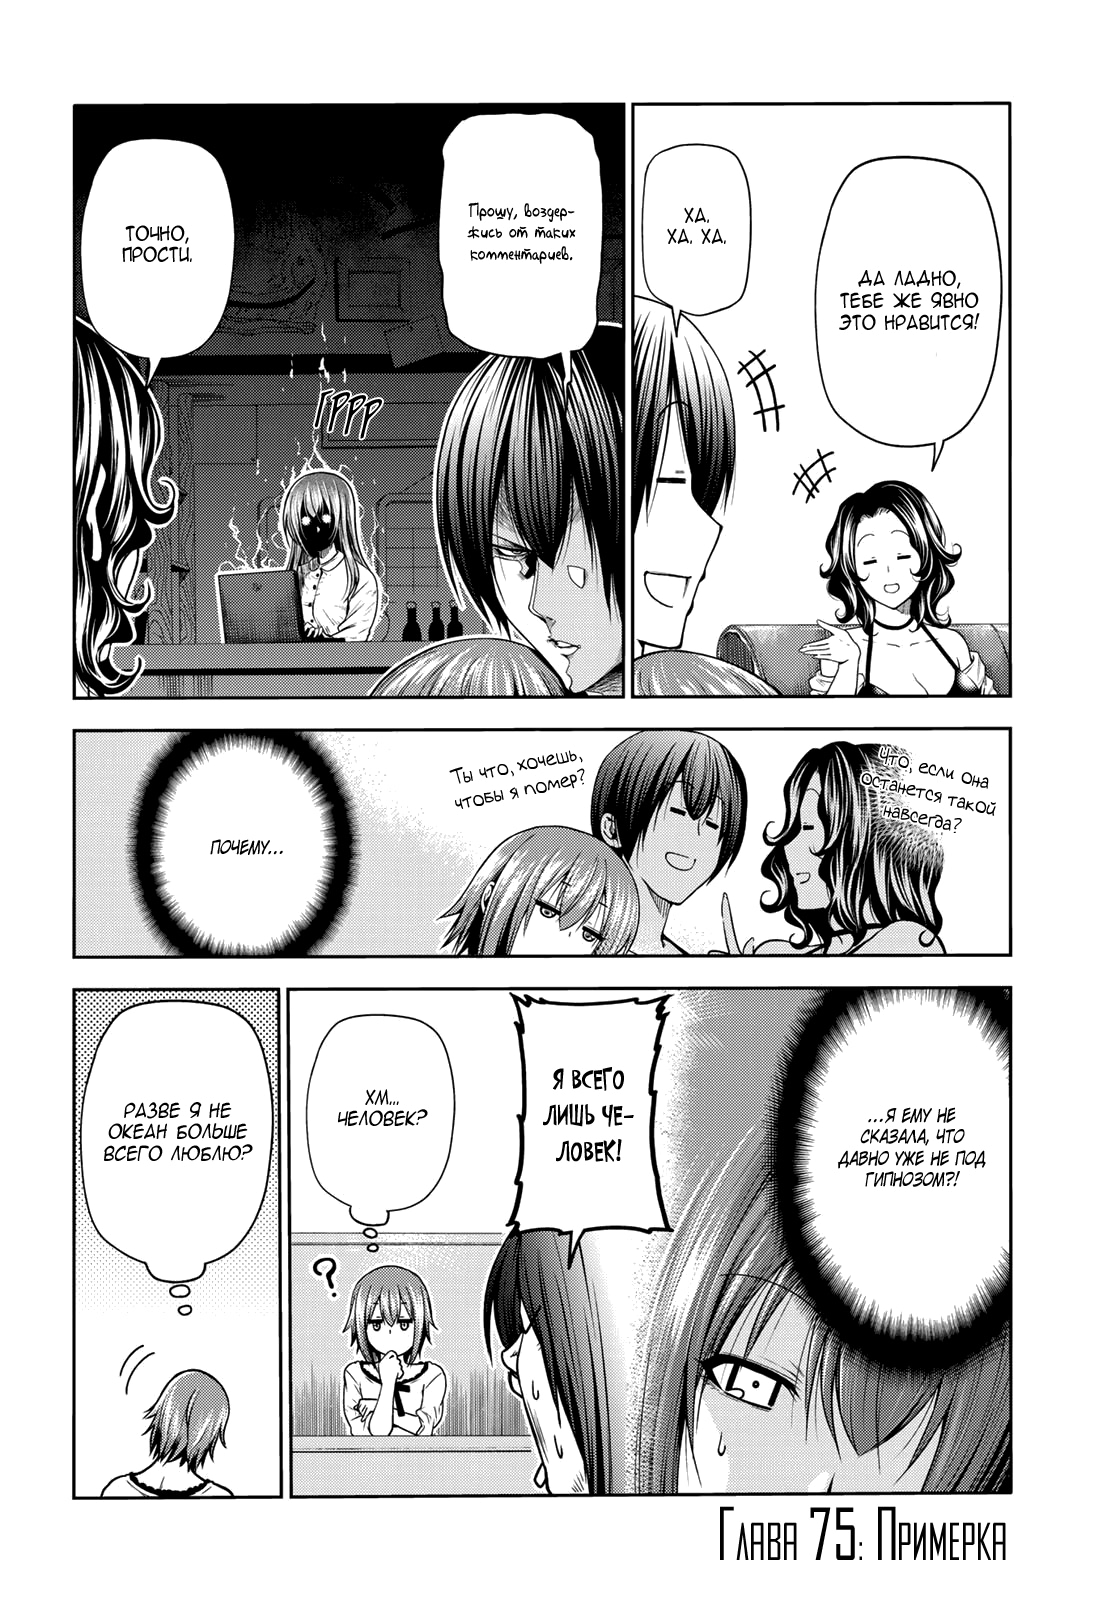 ДА ЛАДНО,
ТЕБЕ ЖЕ ЯВНО
ЭТО НРАВИТСЯ!
ХА.
ХА. ХА.
Прошу, воздер-
жись от таких
комментариев.
ГРРР
ТОЧНО,
ПРОСТИ.
Что, если она
останется такой
навсегда?
Ты что, хочешь,
чтобы я помер?
ПОЧЕМУ...
...Я ЕМУ НЕ
СКАЗАЛА, ЧТО
ДАВНО УЖЕ НЕ ПОД
ГИПНОЗОМ?!
Я ВСЕГО
ЛИШЬ ЧЕ-
ЛОВЕК!
ХМ...
ЧЕЛОВЕК?
?
РАЗВЕ Я НЕ
ОКЕАН БОЛЬШЕ
ВСЕГО ЛЮБЛЮ?
Глава 75: Примерка